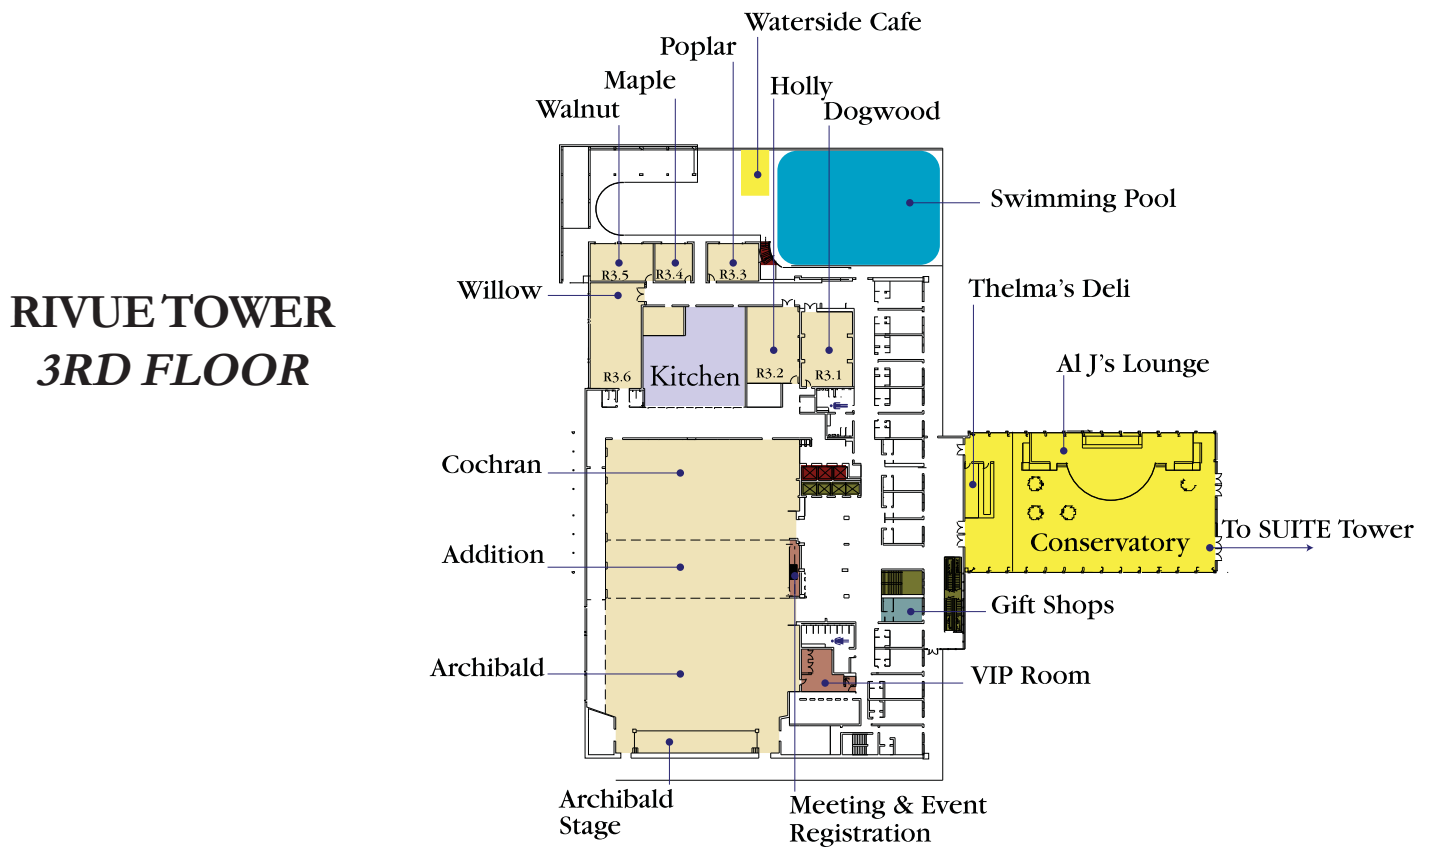 Waterside Cafe
Poplar
Maple
Holly
Walnut
Dogwood
Swimming Pool
R3.5
R3.4
R3.3
Willow
Thelma's Deli
RIVUE TOWER
3RD FLOOR
Kitchen
R3.6
R3.2
R3.1
Al J's Lounge
Cochran
Conservatory
To SUITE Tower
Addition
Gift Shops
Archibald
VIP Room
Archibald
Stage
Meeting & Event
Registration